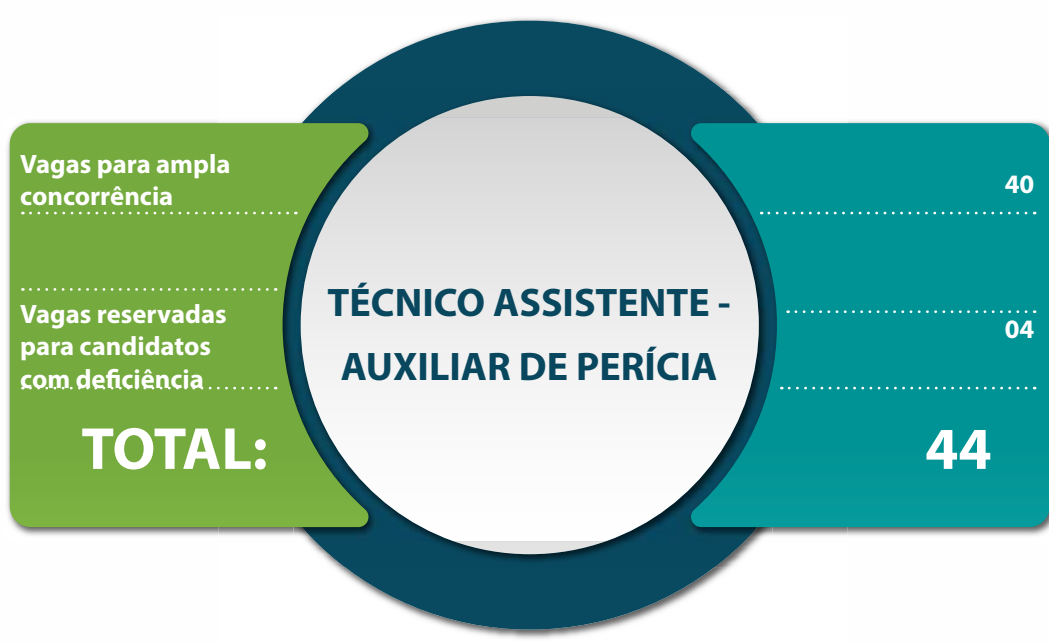 Vagas para ampla
concorrência
40
TÉCNICO ASSISTENTE -
AUXILIAR DE PERÍCIA
Vagas reservadas
para candidatos
com deficiência
04
TOTAL:
44